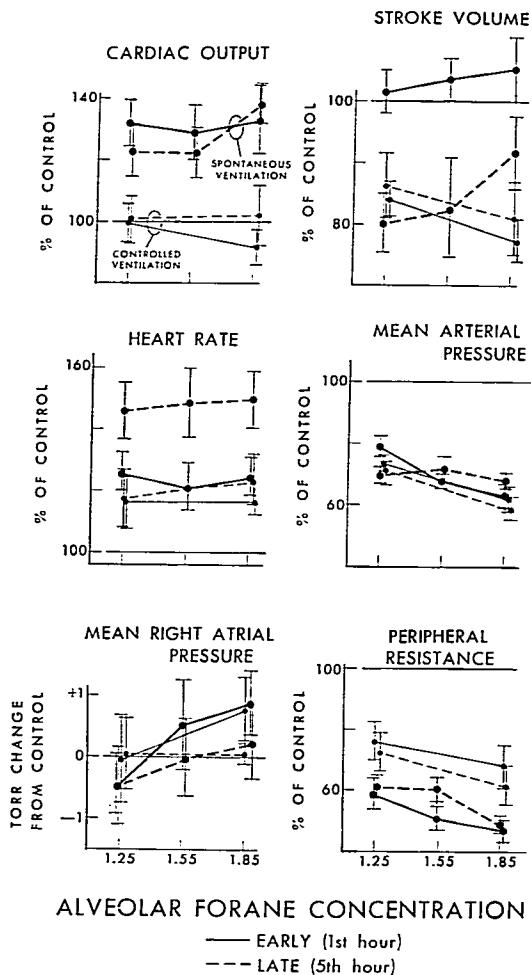 CARDIAC OUTPUT
% OF CONTROL
140
100
SPONTANEOUS
VENTILATION
CONTROLLED
VENTILATION
STROKE VOLUME
% OF CONTROL
100
80
HEART RATE
% OF CONTROL
160
100
MEAN ARTERIAL
PRESSURE
% OF CONTROL
100
60
MEAN RIGHT ATRIAL
PRESSURE
TORR CHANGE
FROM CONTROL
+1
0
-1
1.25 1.55 1.85
PERIPHERAL
RESISTANCE
% OF CONTROL
100
60
1.25 1.55 1.85
ALVEOLAR FORANE CONCENTRATION
EARLY (1st hour)
LATE (5th hour)